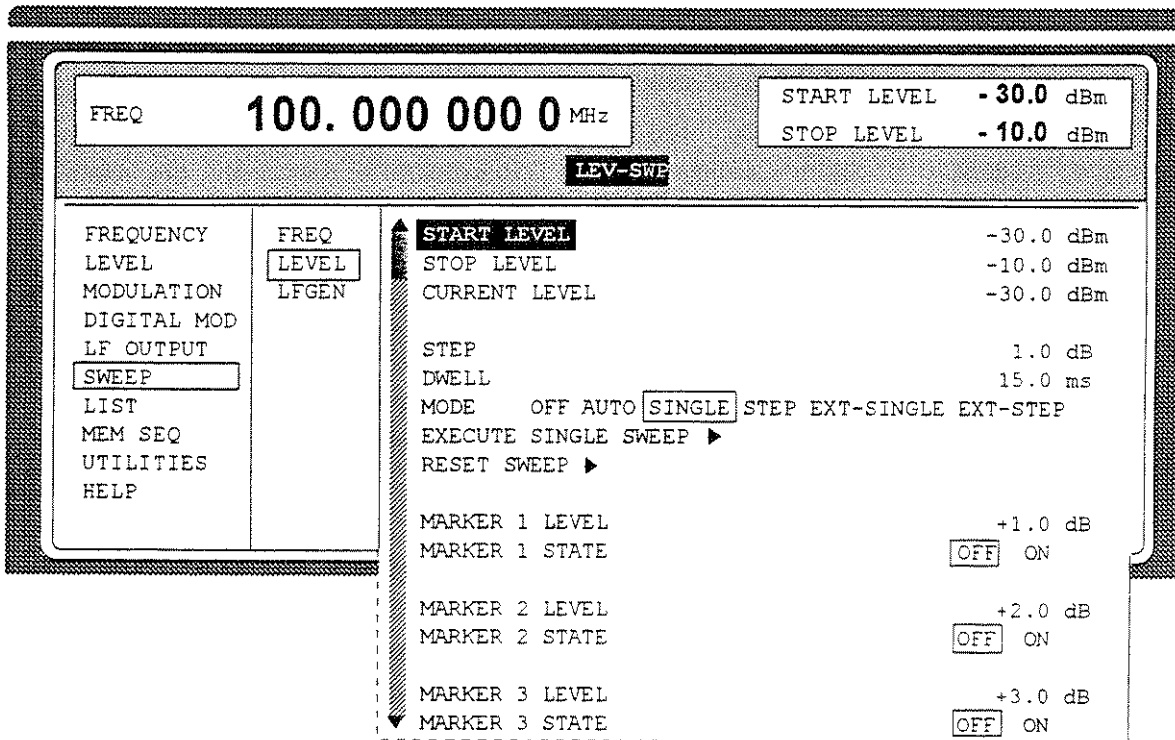 FREQ 100. 000 000 0 MHz
START LEVEL - 30.0 dBm
STOP LEVEL - 10.0 dBm
LEV-SWP
FREQUENCY
LEVEL
MODULATION
DIGITAL MOD
LF OUTPUT
SWEEP
LIST
MEM SEQ
UTILITIES
HELP
FREQ
LEVEL
LFGEN
START LEVEL -30.0 dBm
STOP LEVEL -10.0 dBm
CURRENT LEVEL -30.0 dBm
STEP 1.0 dB
DWELL 15.0 ms
MODE OFF AUTO SINGLE STEP EXT-SINGLE EXT-STEP
EXECUTE SINGLE SWEEP ▶
RESET SWEEP ▶
MARKER 1 LEVEL +1.0 dB
MARKER 1 STATE OFF ON
MARKER 2 LEVEL +2.0 dB
MARKER 2 STATE OFF ON
MARKER 3 LEVEL +3.0 dB
MARKER 3 STATE OFF ON